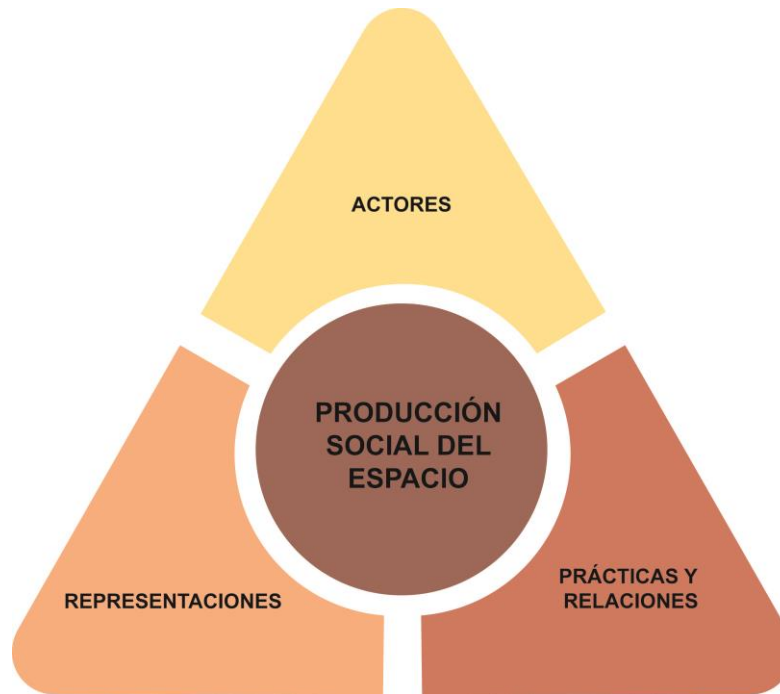 ACTORES
PRODUCCIÓN
SOCIAL DEL
ESPACIO
REPRESENTACIONES
PRÁCTICAS Y
RELACIONES